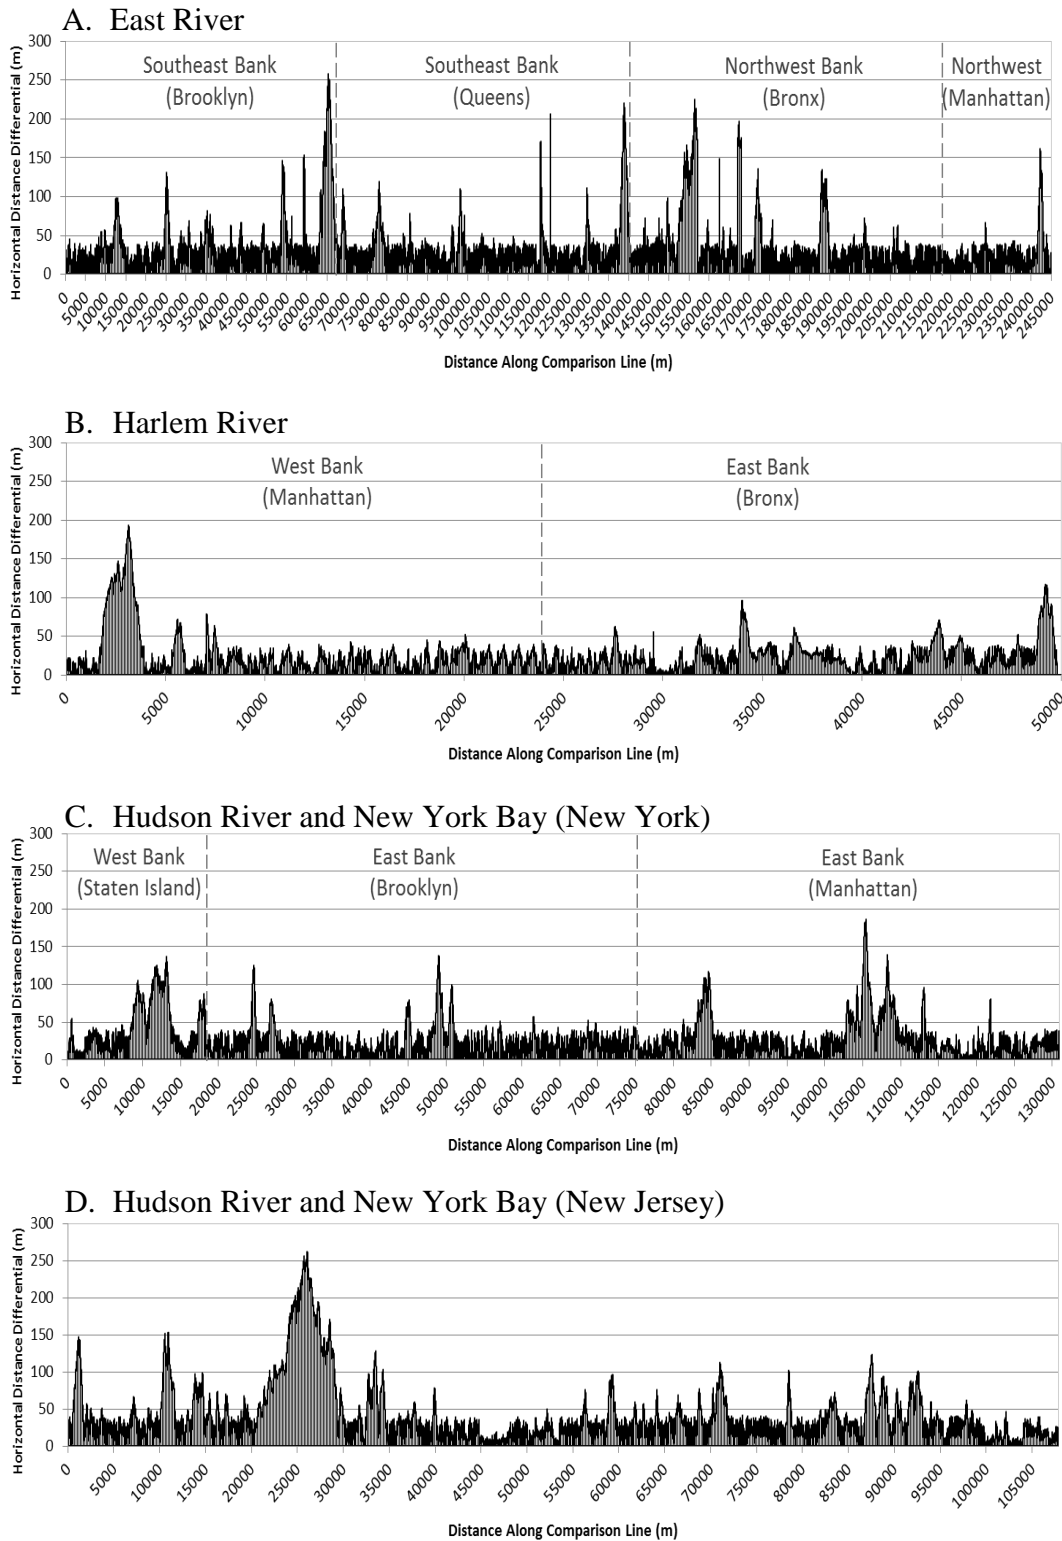 A. East River
Horizontal Distance Differential (m)
300
250
200
150
100
50
0
Southeast Bank
(Brooklyn)
Southeast Bank
(Queens)
Northwest Bank
(Bronx)
Northwest
(Manhattan)
0 5000 10000 15000 20000 25000 30000 35000 40000 45000 50000 55000 60000 65000 70000 75000 80000 85000 90000 95000 100000 105000 110000 115000 120000 125000 130000 135000 140000 145000 150000 155000 160000 165000 170000 175000 180000 185000 190000 195000 200000 205000 210000 215000 220000 225000 230000 235000 240000 245000
Distance Along Comparison Line (m)
B. Harlem River
Horizontal Distance Differential (m)
300
250
200
150
100
50
0
West Bank
(Manhattan)
East Bank
(Bronx)
0 5000 10000 15000 20000 25000 30000 35000 40000 45000 50000
Distance Along Comparison Line (m)
C. Hudson River and New York Bay (New York)
Horizontal Distance Differential (m)
300
250
200
150
100
50
0
West Bank
(Staten Island)
East Bank
(Brooklyn)
East Bank
(Manhattan)
0 5000 10000 15000 20000 25000 30000 35000 40000 45000 50000 55000 60000 65000 70000 75000 80000 85000 90000 95000 100000 105000 110000 115000 120000 125000 130000
Distance Along Comparison Line (m)
D. Hudson River and New York Bay (New Jersey)
Horizontal Distance Differential (m)
300
250
200
150
100
50
0
0 5000 10000 15000 20000 25000 30000 35000 40000 45000 50000 55000 60000 65000 70000 75000 80000 85000 90000 95000 100000 105000
Distance Along Comparison Line (m)